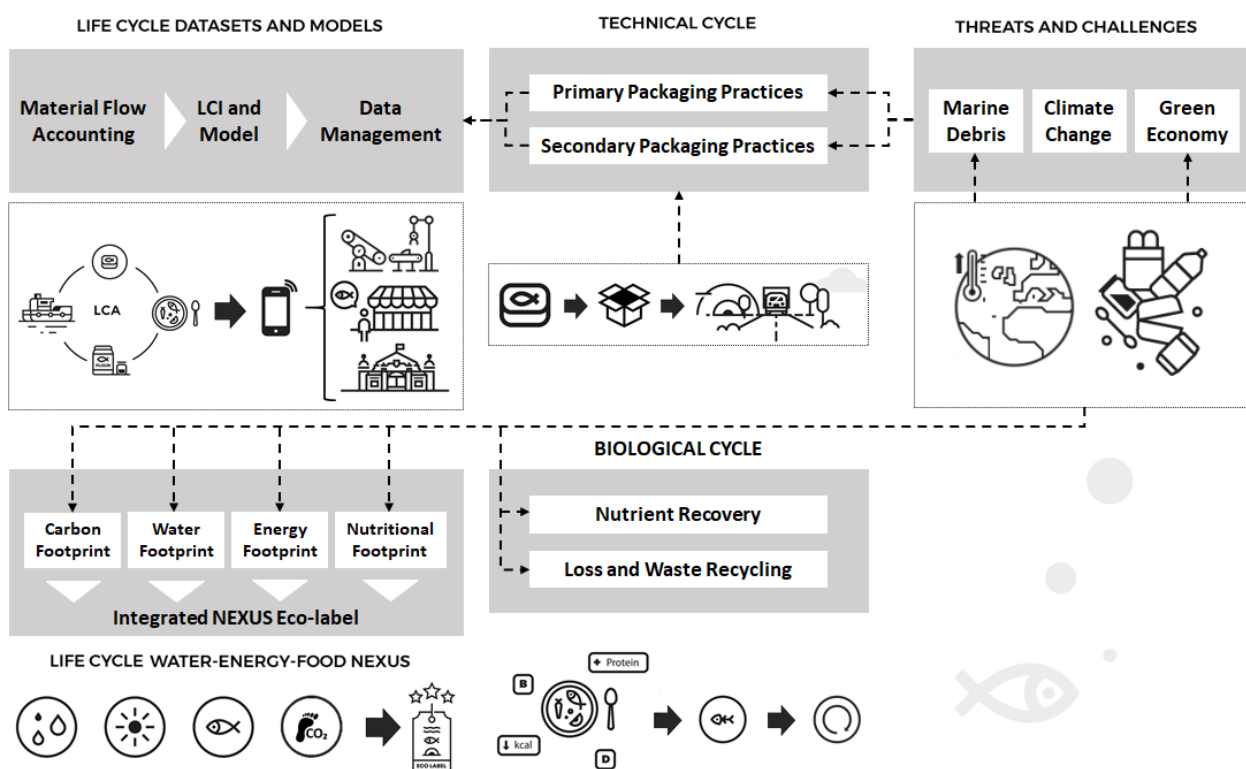 LIFE CYCLE DATASETS AND MODELS
Material Flow
Accounting
LCI and
Model
Data
Management
TECHNICAL CYCLE
Primary Packaging Practices
Secondary Packaging Practices
THREATS AND CHALLENGES
Marine
Debris
Climate
Change
Green
Economy
LCA
FLOUR
BIOLOGICAL CYCLE
Nutrient Recovery
Loss and Waste Recycling
Carbon
Footprint
Water
Footprint
Energy
Footprint
Nutritional
Footprint
Integrated NEXUS Eco-label
LIFE CYCLE WATER-ENERGY-FOOD NEXUS
CO₂
ECO LABEL
+ Protein
B
↓ kcal
D